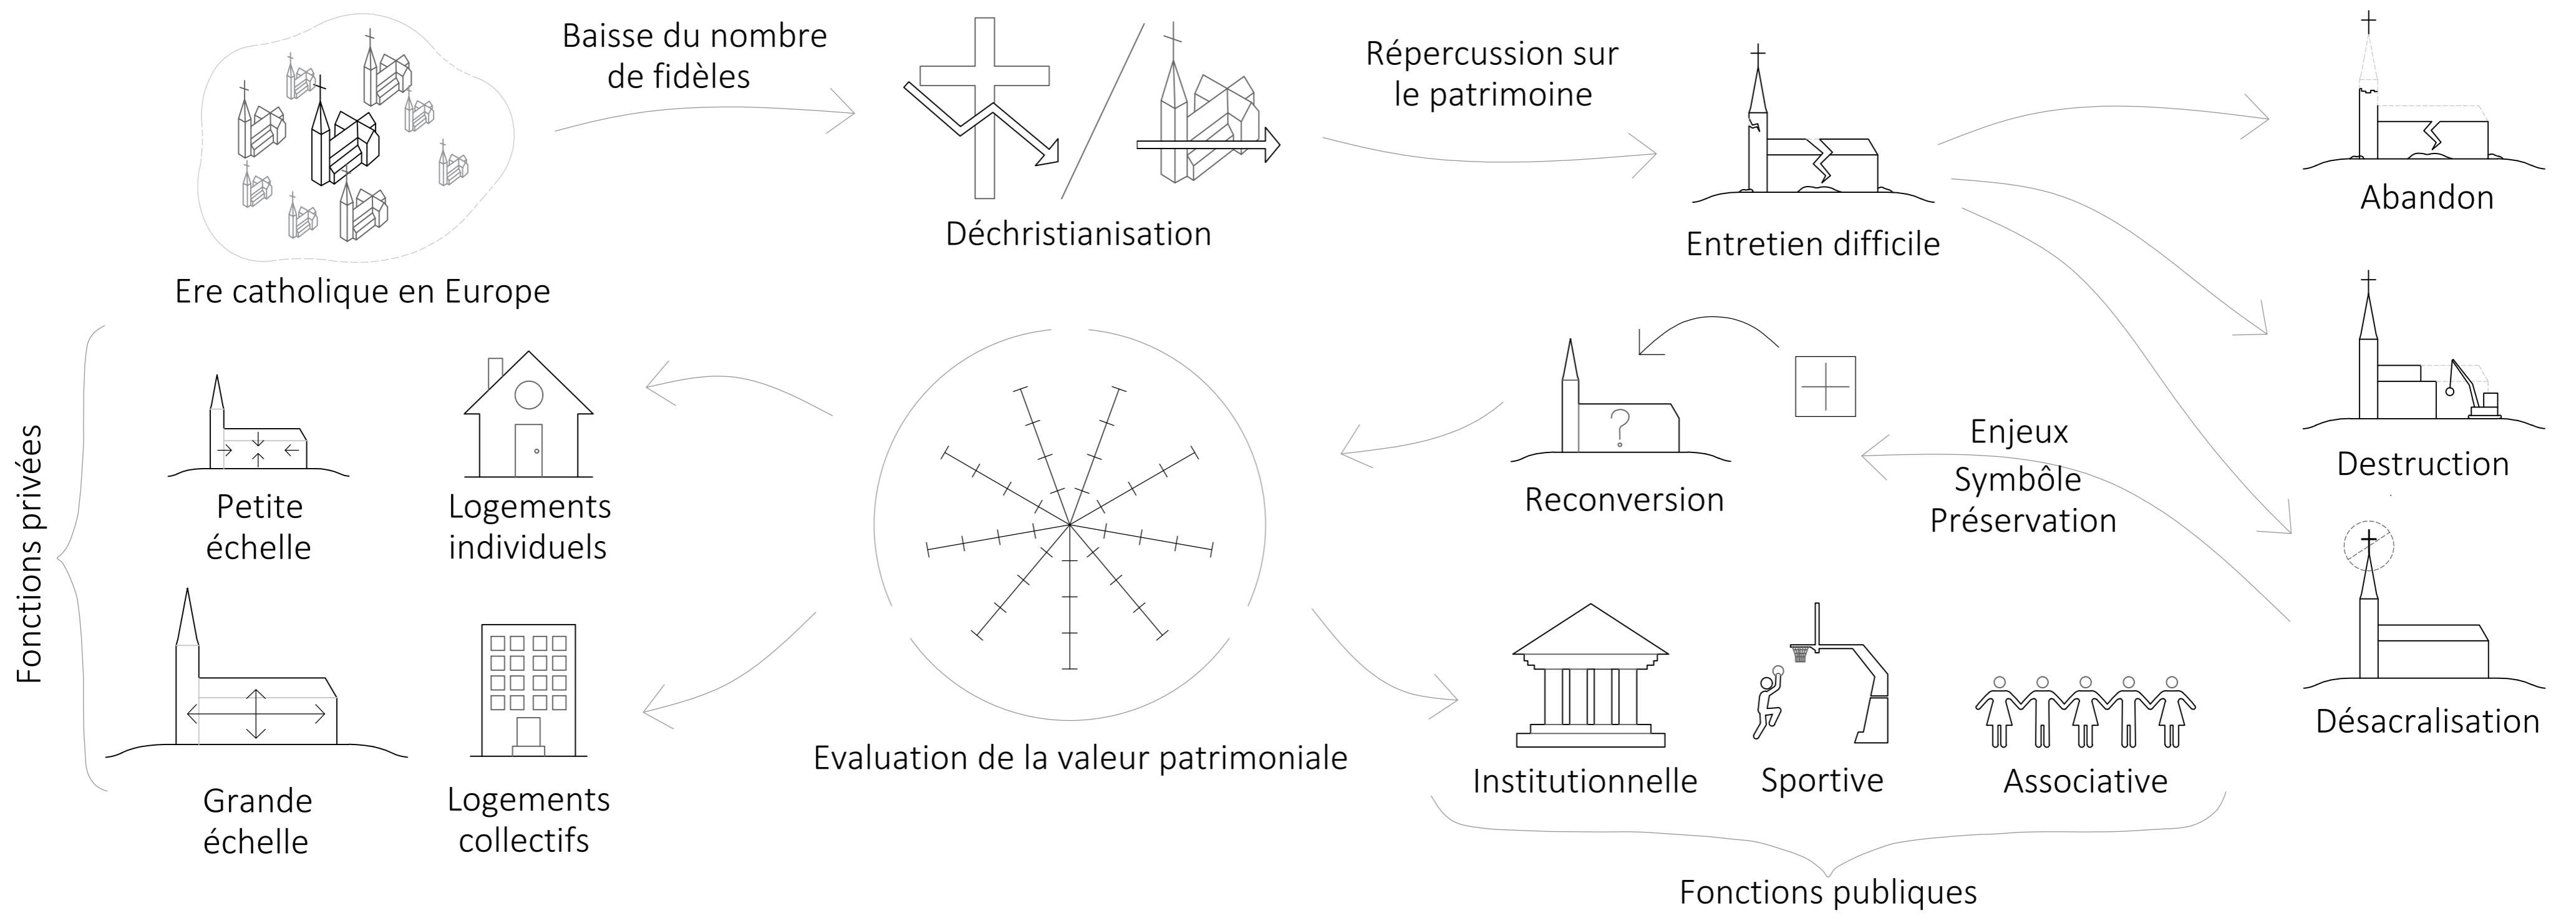 Baisse du nombre
de fidèles
Répercussion sur
le patrimoine
Ere catholique en Europe
Déchristianisation
Entretien difficile
Abandon
Destruction
Désacralisation
Enjeux
Symbôle
Préservation
Reconversion
?
Evaluation de la valeur patrimoniale
Fonctions privées
Petite
échelle
Logements
individuels
Grande
échelle
Logements
collectifs
Institutionnelle
Sportive
Associative
Fonctions publiques